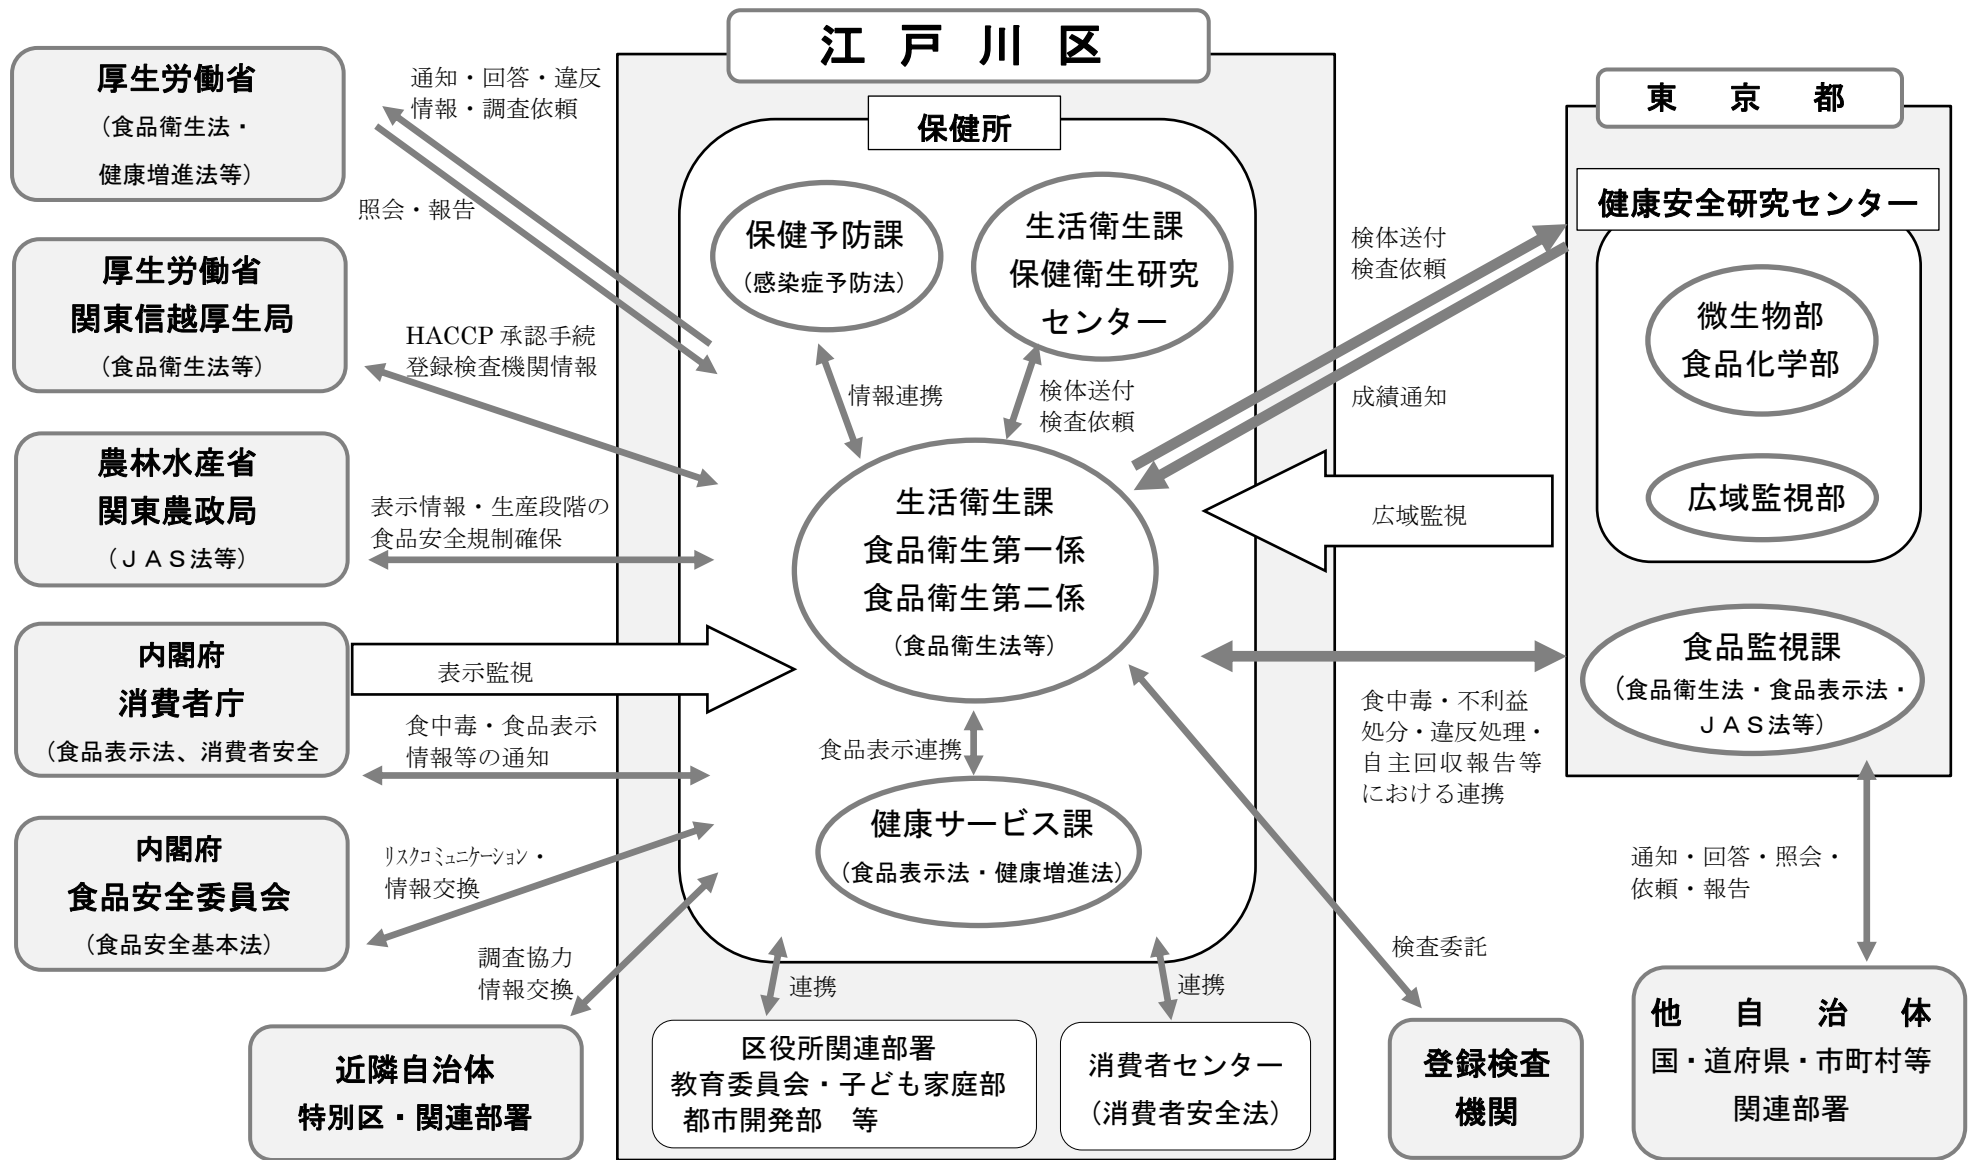 江戸川区
厚生労働省
(食品衛生法・
健康増進法等)
通知・回答・違反
情報・調査依頼
照会・報告
厚生労働省
関東信越厚生局
(食品衛生法等)
HACCP 承認手続
登録検査機関情報
農林水産省
関東農政局
(JAS法等)
表示情報・生産段階の
食品安全規制確保
内閣府
消費者庁
(食品表示法、消費者安全
表示監視
食中毒・食品表示
情報等の通知
内閣府
食品安全委員会
(食品安全基本法)
リスクコミュニケーション・
情報交換
調査協力
情報交換
近隣自治体
特別区・関連部署
保健所
保健予防課
(感染症予防法)
生活衛生課
保健衛生研究
センター
情報連携
検体送付
検査依頼
生活衛生課
食品衛生第一係
食品衛生第二係
(食品衛生法等)
食品表示連携
健康サービス課
(食品表示法・健康増進法)
連携
連携
区役所関連部署
教育委員会・子ども家庭部
都市開発部 等
消費者センター
(消費者安全法)
検体送付
検査依頼
成績通知
広域監視
食中毒・不利益
処分・違反処理・
自主回収報告等
における連携
検査委託
登録検査
機関
東京都
健康安全研究センター
微生物部
食品化学部
広域監視部
食品監視課
(食品衛生法・食品表示法・
JAS法等)
通知・回答・照会・
依頼・報告
他自治体
国・道府県・市町村等
関連部署